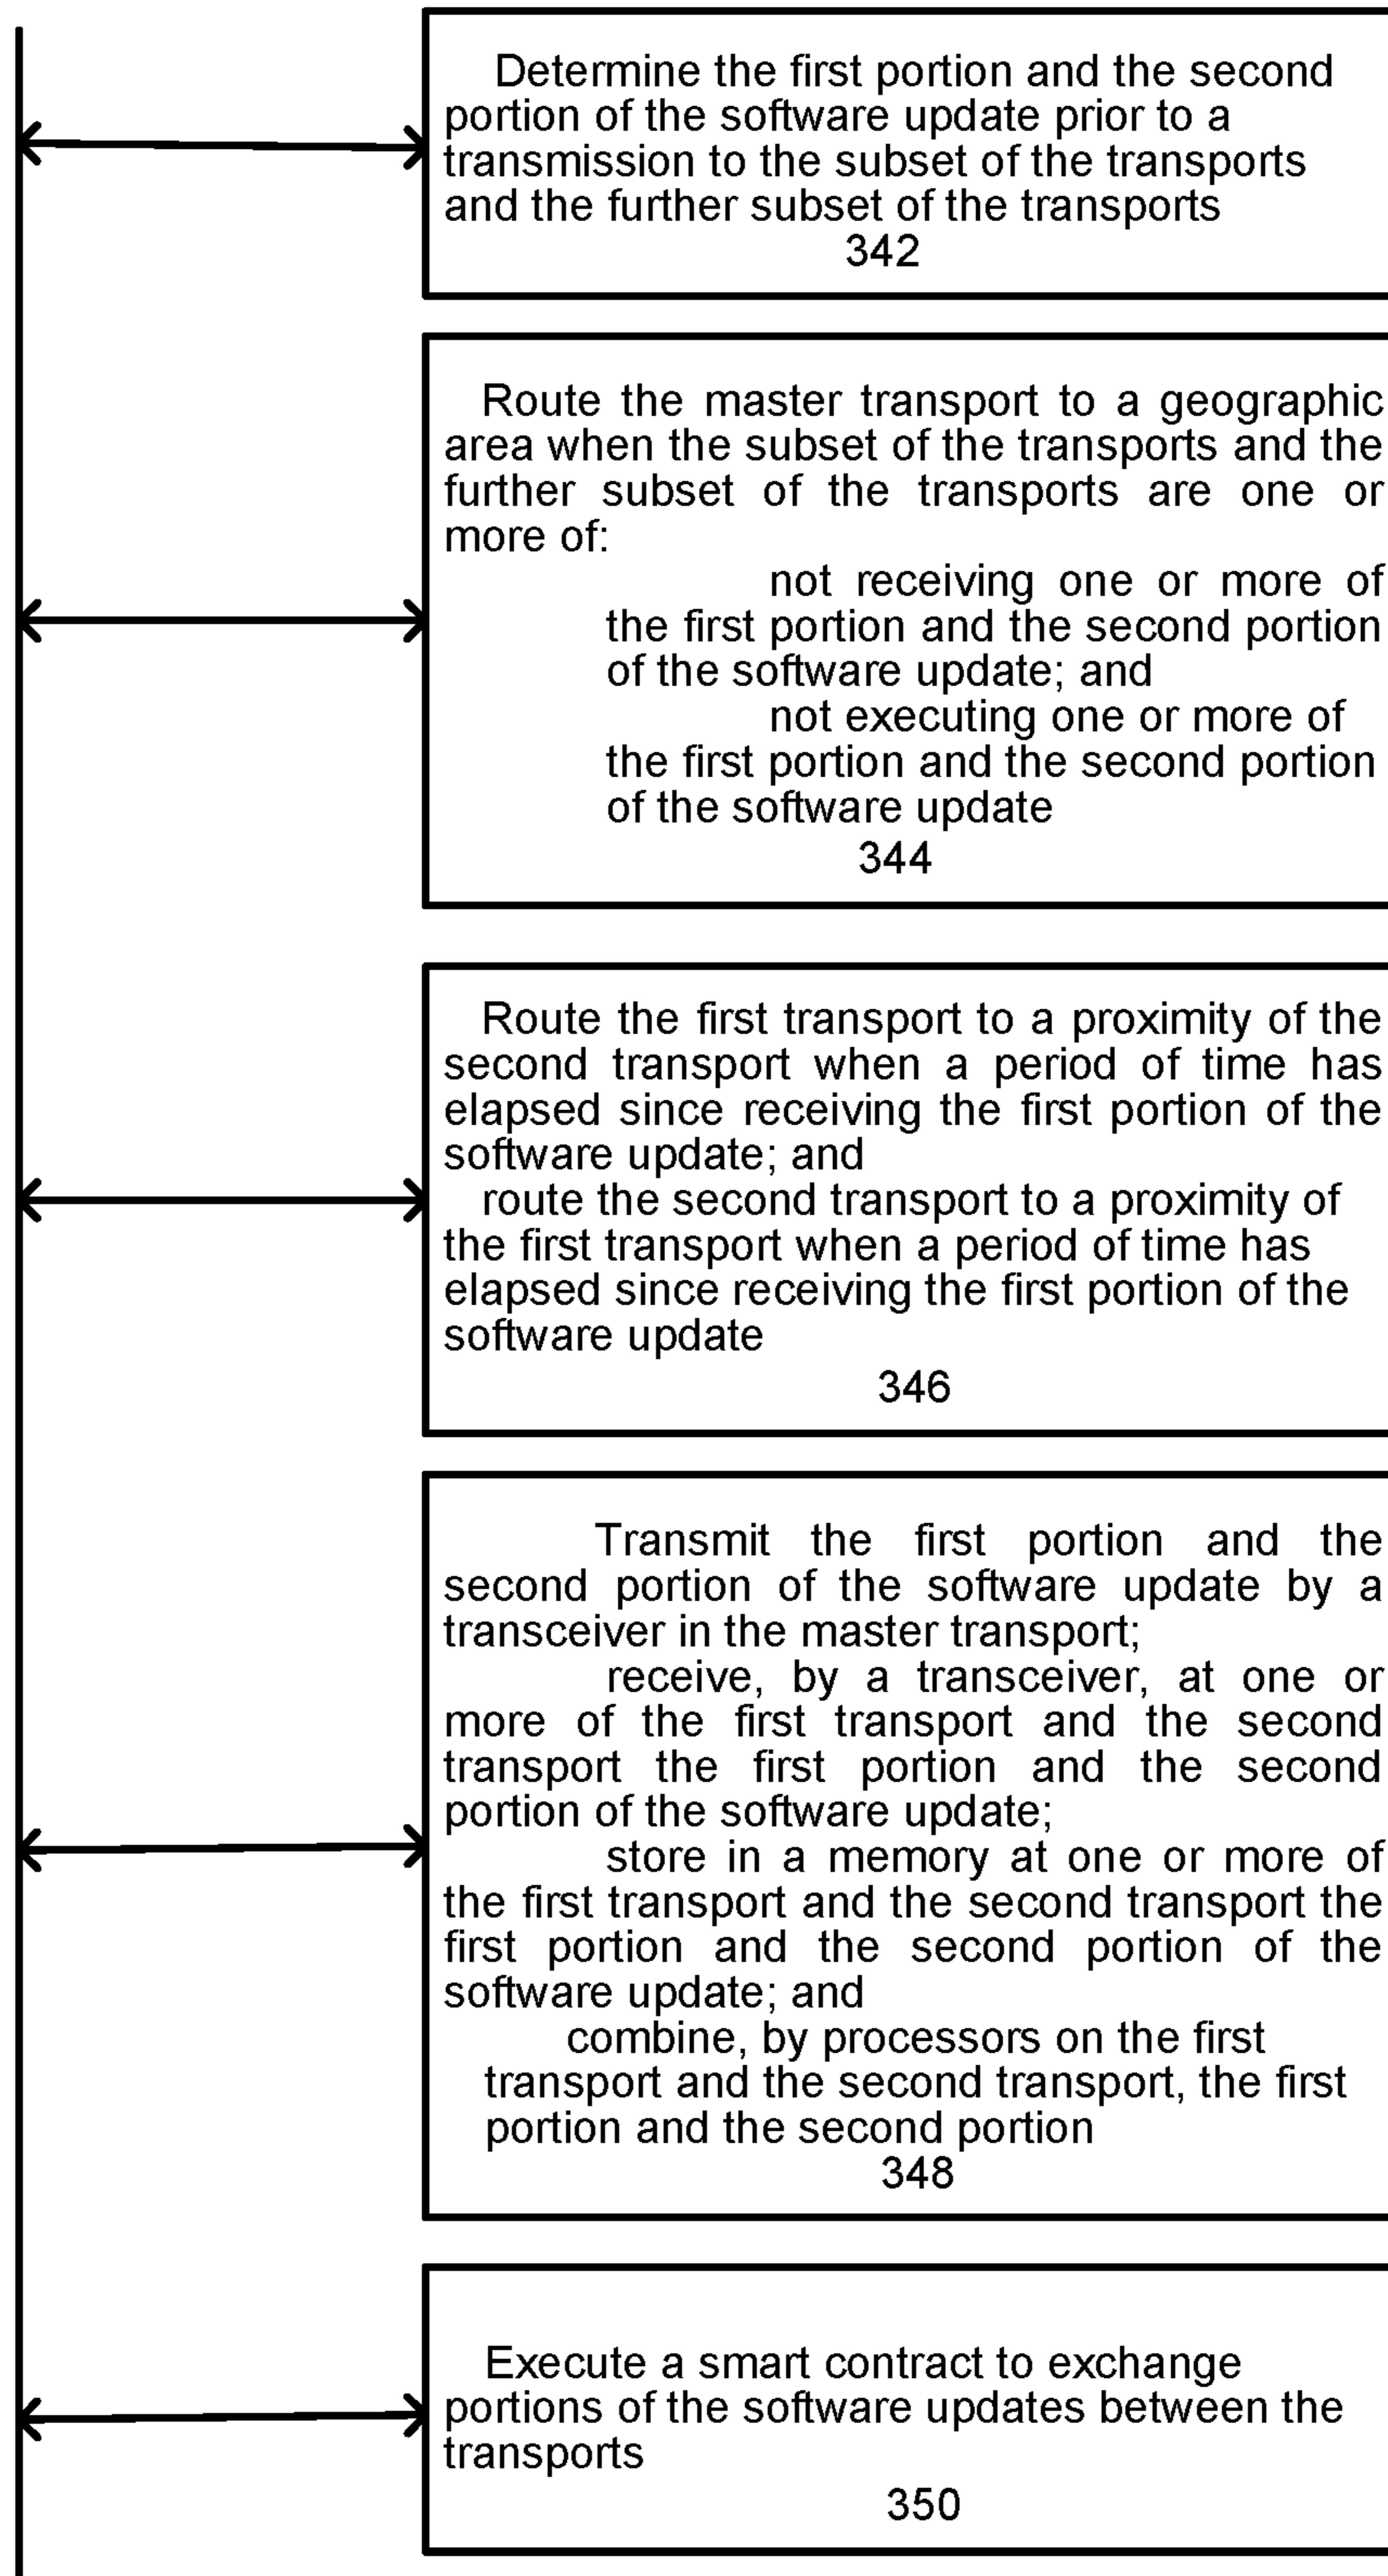 Determine the first portion and the second
portion of the software update prior to a
transmission to the subset of the transports
and the further subset of the transports
342
Route the master transport to a geographic
area when the subset of the transports and the
further subset of the transports are one or
more of:
not receiving one or more of
the first portion and the second portion
of the software update; and
not executing one or more of
the first portion and the second portion
of the software update
344
Route the first transport to a proximity of the
second transport when a period of time has
elapsed since receiving the first portion of the
software update; and
route the second transport to a proximity of
the first transport when a period of time has
elapsed since receiving the first portion of the
software update
346
Transmit the first portion and the
second portion of the software update by a
transceiver in the master transport;
receive, by a transceiver, at one or
more of the first transport and the second
transport the first portion and the second
portion of the software update;
store in a memory at one or more of
the first transport and the second transport the
first portion and the second portion of the
software update; and
combine, by processors on the first
transport and the second transport, the first
portion and the second portion
348
Execute a smart contract to exchange
portions of the software updates between the
transports
350